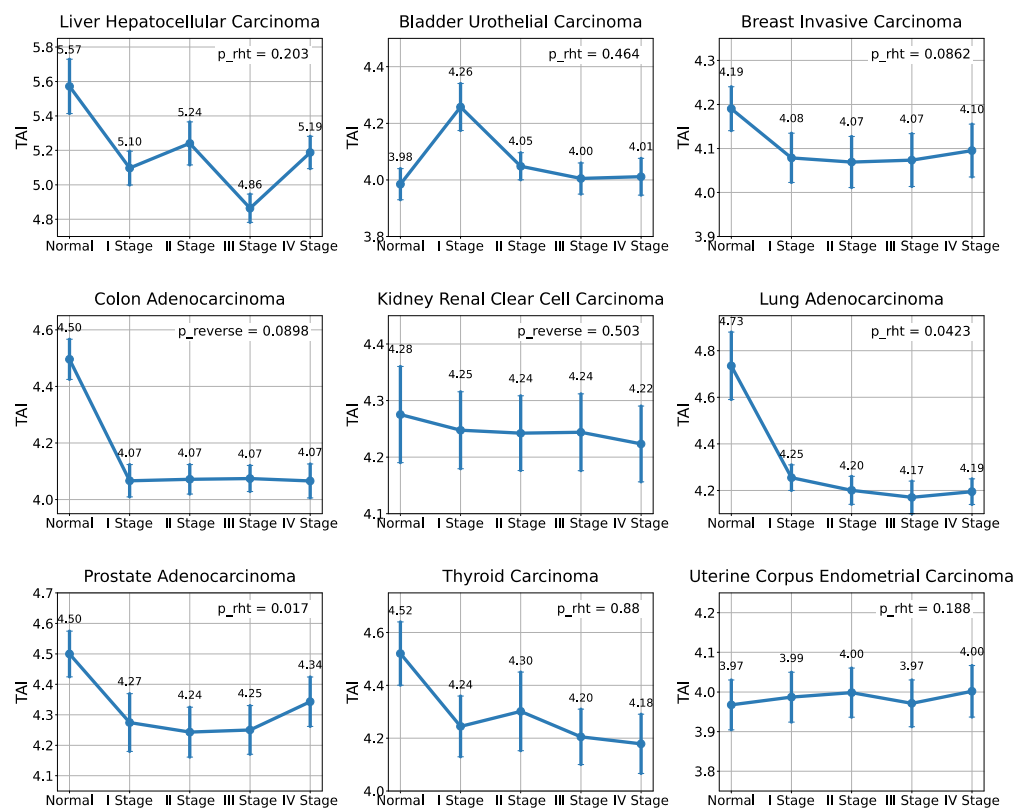 Liver Hepatocellular Carcinoma
p_rht = 0.203
TAI
5.8
5.6
5.4
5.2
5.0
4.8
5.57
5.10
5.24
4.86
5.19
Normal I Stage II Stage III Stage IV Stage
Bladder Urothelial Carcinoma
p_rht = 0.464
TAI
4.4
4.2
4.0
3.8
3.98
4.26
4.05
4.00
4.01
Normal I Stage II Stage III Stage IV Stage
Breast Invasive Carcinoma
p_rht = 0.0862
TAI
4.3
4.2
4.1
4.0
3.9
4.19
4.08
4.07
4.07
4.10
Normal I Stage II Stage III Stage IV Stage
Colon Adenocarcinoma
p_reverse = 0.0898
TAI
4.6
4.4
4.2
4.0
4.50
4.07
4.07
4.07
4.07
Normal I Stage II Stage III Stage IV Stage
Kidney Renal Clear Cell Carcinoma
p_reverse = 0.503
TAI
4.4
4.3
4.2
4.1
4.28
4.25
4.24
4.24
4.22
Normal I Stage II Stage III Stage IV Stage
Lung Adenocarcinoma
p_rht = 0.0423
TAI
4.8
4.6
4.4
4.2
4.73
4.25
4.20
4.17
4.19
Normal I Stage II Stage III Stage IV Stage
Prostate Adenocarcinoma
p_rht = 0.017
TAI
4.7
4.6
4.5
4.4
4.3
4.2
4.1
4.50
4.27
4.24
4.25
4.34
Normal I Stage II Stage III Stage IV Stage
Thyroid Carcinoma
p_rht = 0.88
TAI
4.6
4.4
4.2
4.0
4.52
4.24
4.30
4.20
4.18
Normal I Stage II Stage III Stage IV Stage
Uterine Corpus Endometrial Carcinoma
p_rht = 0.188
TAI
4.2
4.1
4.0
3.9
3.8
3.97
3.99
4.00
3.97
4.00
Normal I Stage II Stage III Stage IV Stage